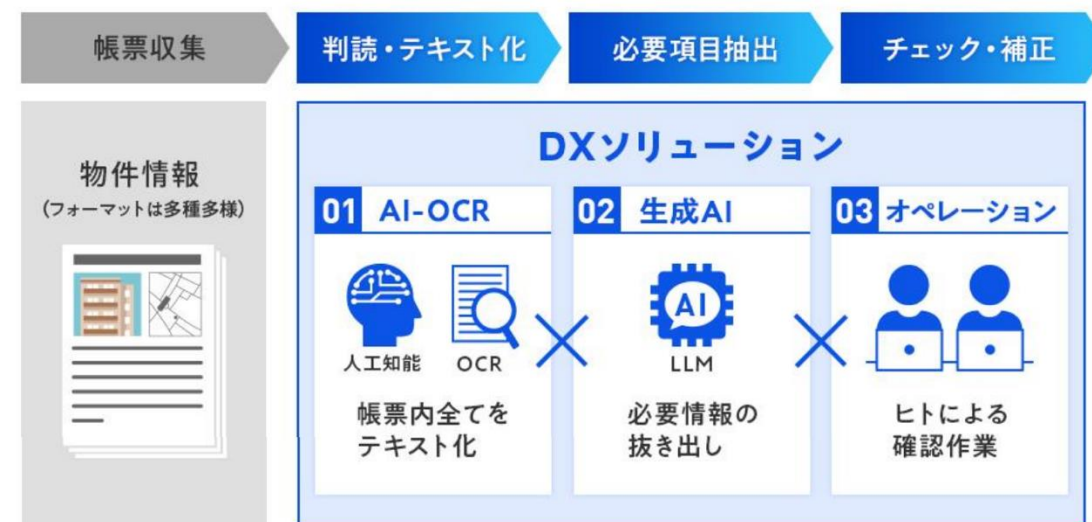 帳票収集
判読・テキスト化
必要項目抽出
チェック・補正
物件情報
(フォーマットは多種多様)
DXソリューション
01 AI-OCR
人工知能
OCR
帳票内全てを
テキスト化
02 生成AI
AI
LLM
必要情報の
抜き出し
03 オペレーション
ヒトによる
確認作業